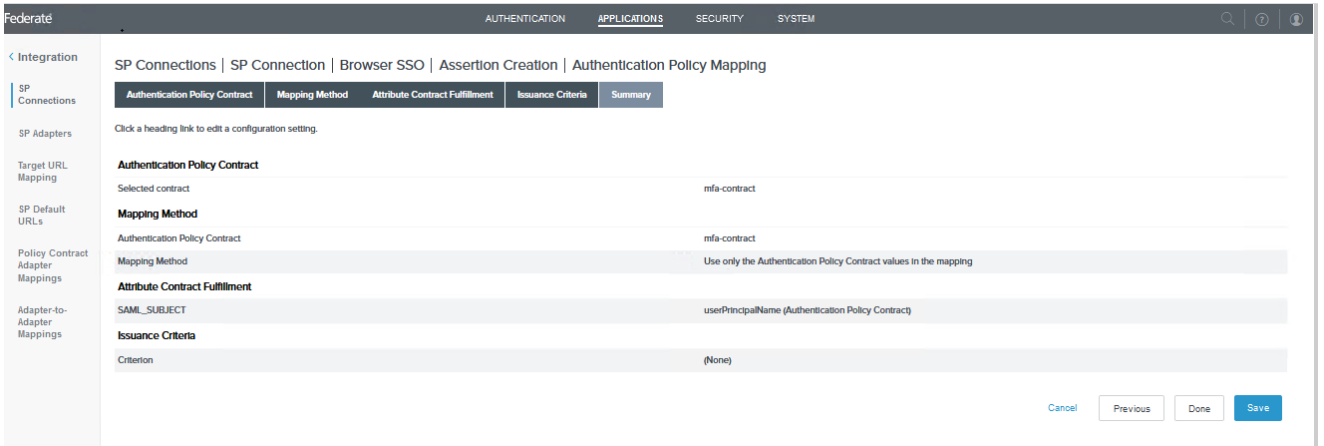 Federate
AUTHENTICATION APPLICATIONS SECURITY SYSTEM
Integration
SP Connections
SP Adapters
Target URL Mapping
SP Default URLs
Policy Contract Adapter Mappings
Adapter-to-Adapter Mappings
SP Connections | SP Connection | Browser SSO | Assertion Creation | Authentication Policy Mapping
Authentication Policy Contract Mapping Method Attribute Contract Fulfillment Issuance Criteria Summary
Click a heading link to edit a configuration setting.
Authentication Policy Contract
Selected contract mfa-contract
Mapping Method
Authentication Policy Contract mfa-contract
Mapping Method Use only the Authentication Policy Contract values in the mapping
Attribute Contract Fulfillment
SAML_SUBJECT userPrincipalName (Authentication Policy Contract)
Issuance Criteria
Criterion (None)
Cancel Previous Done Save